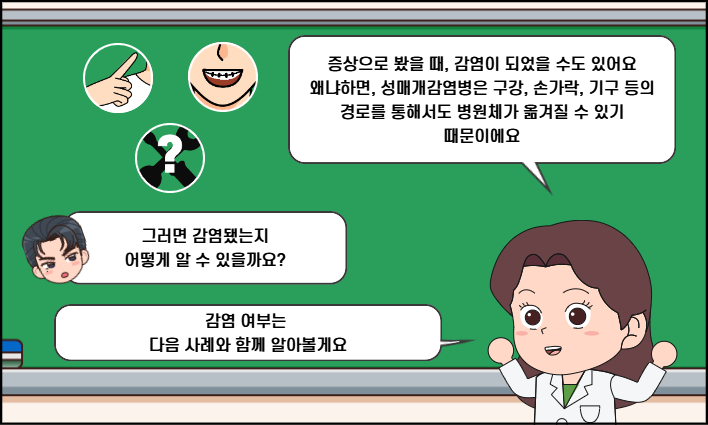 증상으로 봤을 때, 감염이 되었을 수도 있어요
왜냐하면, 성매개감염병은 구강, 손가락, 기구 등의
경로를 통해서도 병원체가 옮겨질 수 있기
때문이에요
?
그러면 감염됐는지
어떻게 알 수 있을까요?
감염 여부는
다음 사례와 함께 알아볼게요